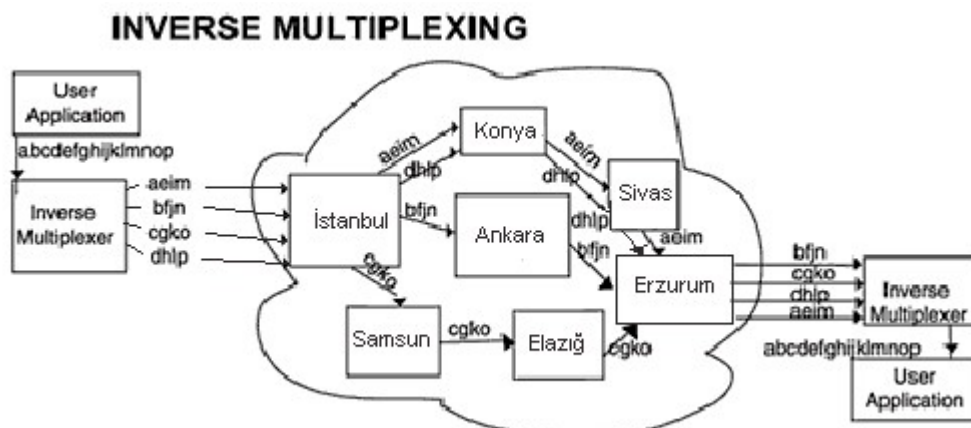 INVERSE MULTIPLEXING
User
Application
abcdefghijklmnop
Inverse
Multiplexer
aeim
bfjn
cgko
dhlp
İstanbul
aeim
dhlp
bfjn
cgko
Konya
aeim
dhlp
Sivas
dhlp
aeim
Ankara
bfjn
Samsun
cgko
Elazığ
cgko
Erzurum
bfjn
cgko
dhlp
aeim
Inverse
Multiplexer
abcdefghijklmnop
User
Application